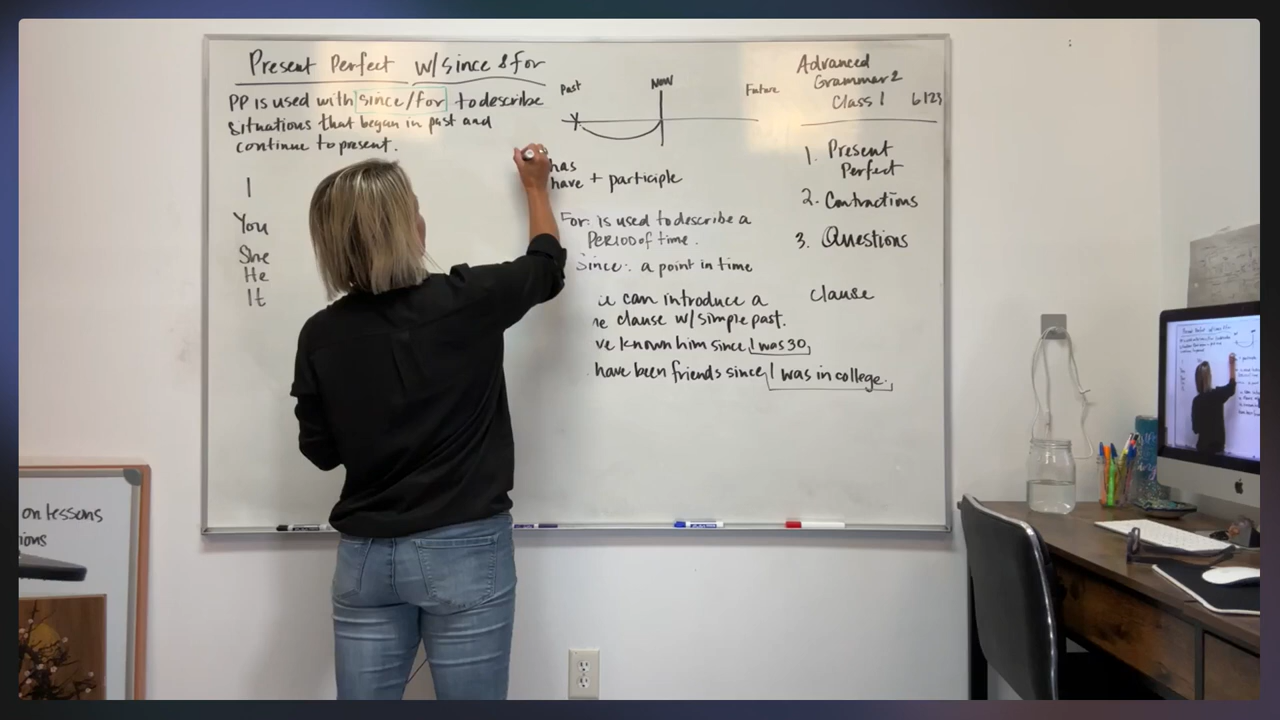 Present Perfect w/since & for
PP is used with since/for to describe
situations that began in past and
continue to present.
I
You
She
He
It
Past
Now
Future
has
have + participle
For: is used to describe a
PERIOD of time.
Since: a point in time
can introduce a
clause w/simple past.
known him since I was 30.
have been friends since I was in college.
Advanced
Grammar 2
Class 1 6/23
1. Present
Perfect
2. Contractions
3. Questions
clause
on lessons